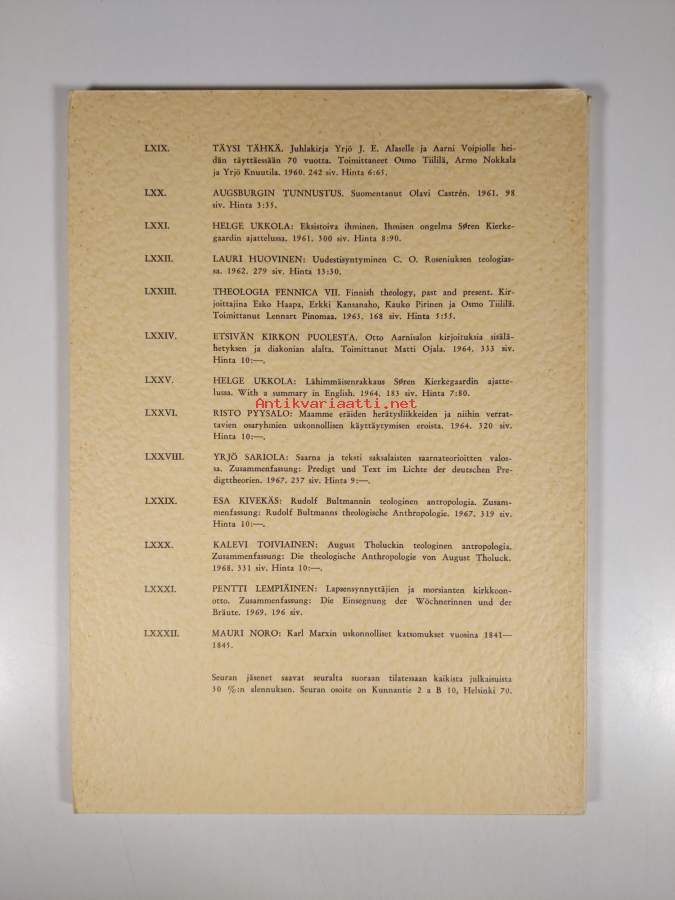 LXIX. TÄYSI TÄHKÄ. Juhlakirja Yrjö J. E. Alaselle ja Aarni Voipiolle hei-
dän täyttäessään 70 vuotta. Toimittaneet Osmo Tiililä, Armo Nokkala
ja Yrjö Knuutila. 1960. 242 siv. Hinta 6:65.
LXX. AUGSBURGIN TUNNUSTUS. Suomentanut Olavi Castrén. 1961. 98
siv. Hinta 3:35.
LXXI. HELGE UKKOLA: Eksistoiva ihminen. Ihmisen ongelma Søren Kierke-
gaardin ajattelussa. 1961. 300 siv. Hinta 8:90.
LXXII. LAURI HUOVINEN: Uudestisyntyminen C. O. Roseniuksen teologias-
sa. 1962. 279 siv. Hinta 13:30.
LXXIII. THEOLOGIA FENNICA VII. Finnish theology, past and present. Kir-
joittajina Esko Haapa, Erkki Kansanaho, Kauko Pirinen ja Osmo Tiililä.
Toimittanut Lennart Pinomaa. 1963. 168 siv. Hinta 5:55.
LXXIV. ETSIVÄN KIRKON PUOLESTA. Otto Aarnisalon kirjoituksia sisälä-
hetyksen ja diakonian alalta. Toimittanut Matti Ojala. 1964. 333 siv.
Hinta 10:—.
LXXV. HELGE UKKOLA: Lähimmäisenrakkaus Søren Kierkegaardin ajatte-
lussa. With a summary in English. 1964. 183 siv. Hinta 7:80.
Antikvariaatti.net
LXXVI. RISTO PYYSALO: Maamme eräiden herätysliikkeiden ja niihin verrat-
tavien osaryhmien uskonnollisen käyttäytymisen eroista. 1964. 320 siv.
Hinta 10:—.
LXXVIII. YRJÖ SARIOLA: Saarna ja teksti saksalaisten saarnateorioitten valos-
sa. Zusammenfassung: Predigt und Text im Lichte der deutschen Pre-
digttheorien. 1967. 237 siv. Hinta 9:—.
LXXIX. ESA KIVEKÄS: Rudolf Bultmannin teologinen antropologia. Zusam-
menfassung: Rudolf Bultmanns theologische Anthropologie. 1967. 319 siv.
Hinta 10:—.
LXXX. KALEVI TOIVIAINEN: August Tholuckin teologinen antropologia.
Zusammenfassung: Die theologische Anthropologie von August Tholuck.
1968. 331 siv. Hinta 10:—.
LXXXI. PENTTI LEMPIÄINEN: Lapsensynnyttäjien ja morsianten kirkkoon-
otto. Zusammenfassung: Die Einsegnung der Wöchnerinnen und der
Bräute. 1969. 196 siv.
LXXXII. MAURI NORO: Karl Marxin uskonnolliset katsomukset vuosina 1841—
1845.
Seuran jäsenet saavat seuralta suoraan tilatessaan kaikista julkaisuista
50 %:n alennuksen. Seuran osoite on Kunnantie 2 a B 10, Helsinki 70.